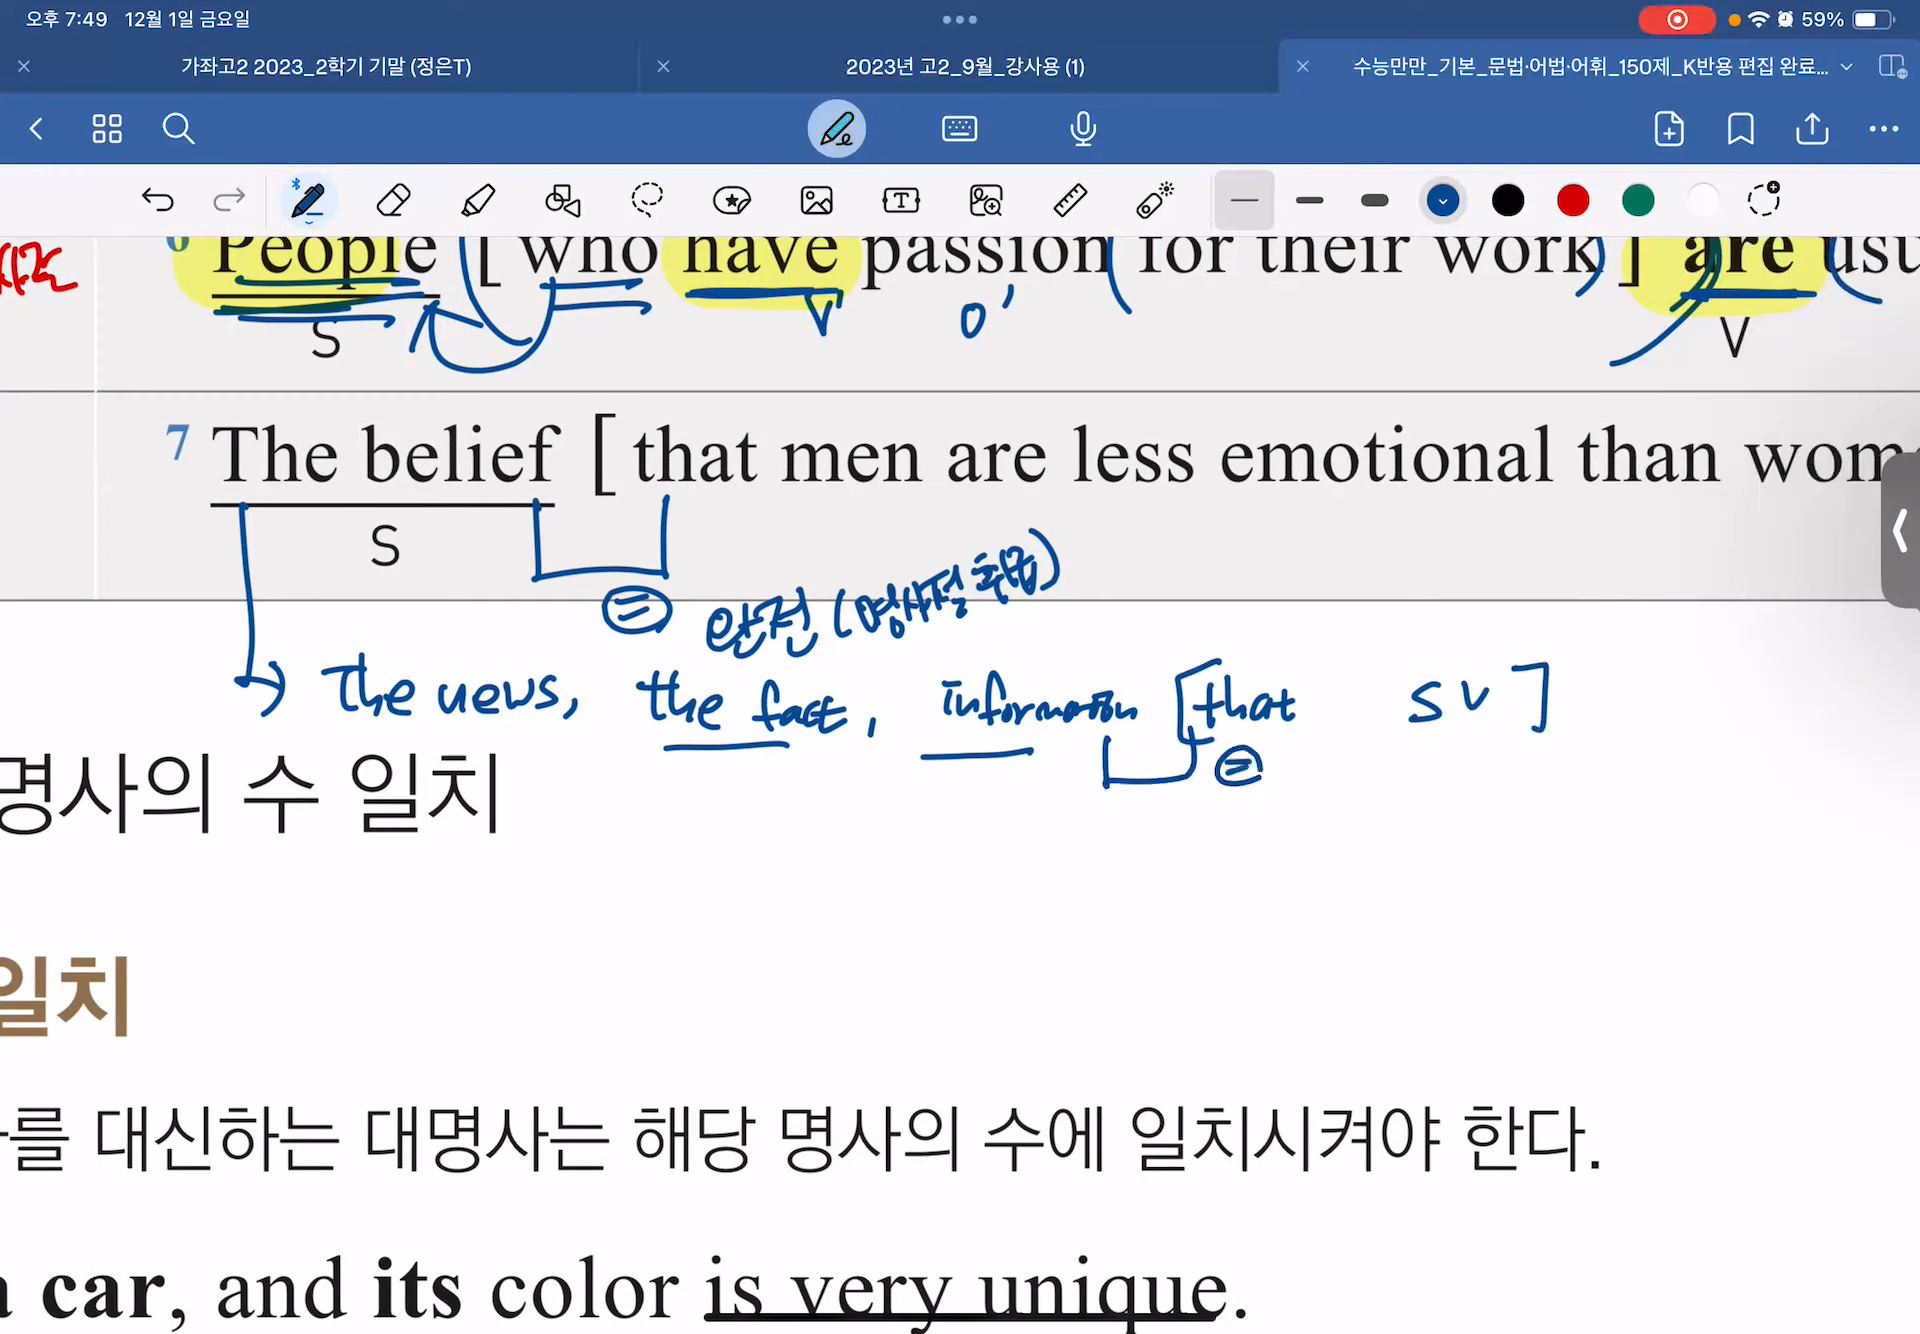 오후 7:49 12월 1일 금요일 59%
가좌고2 2023_2학기 기말 (정은T) 2023년 고2_9월_강사용 (1) 수능만만_기본_문법·어법·어휘_150제_K반용 편집 완료...
6 People [ who have passion for their work ] are usu
S V O V
7 The belief [ that men are less emotional than wom
S
= 완전 (명사절 취급)
The news, the fact, information [that S V]
=
명사의 수 일치
일치
를 대신하는 대명사는 해당 명사의 수에 일치시켜야 한다.
a car, and its color is very unique.